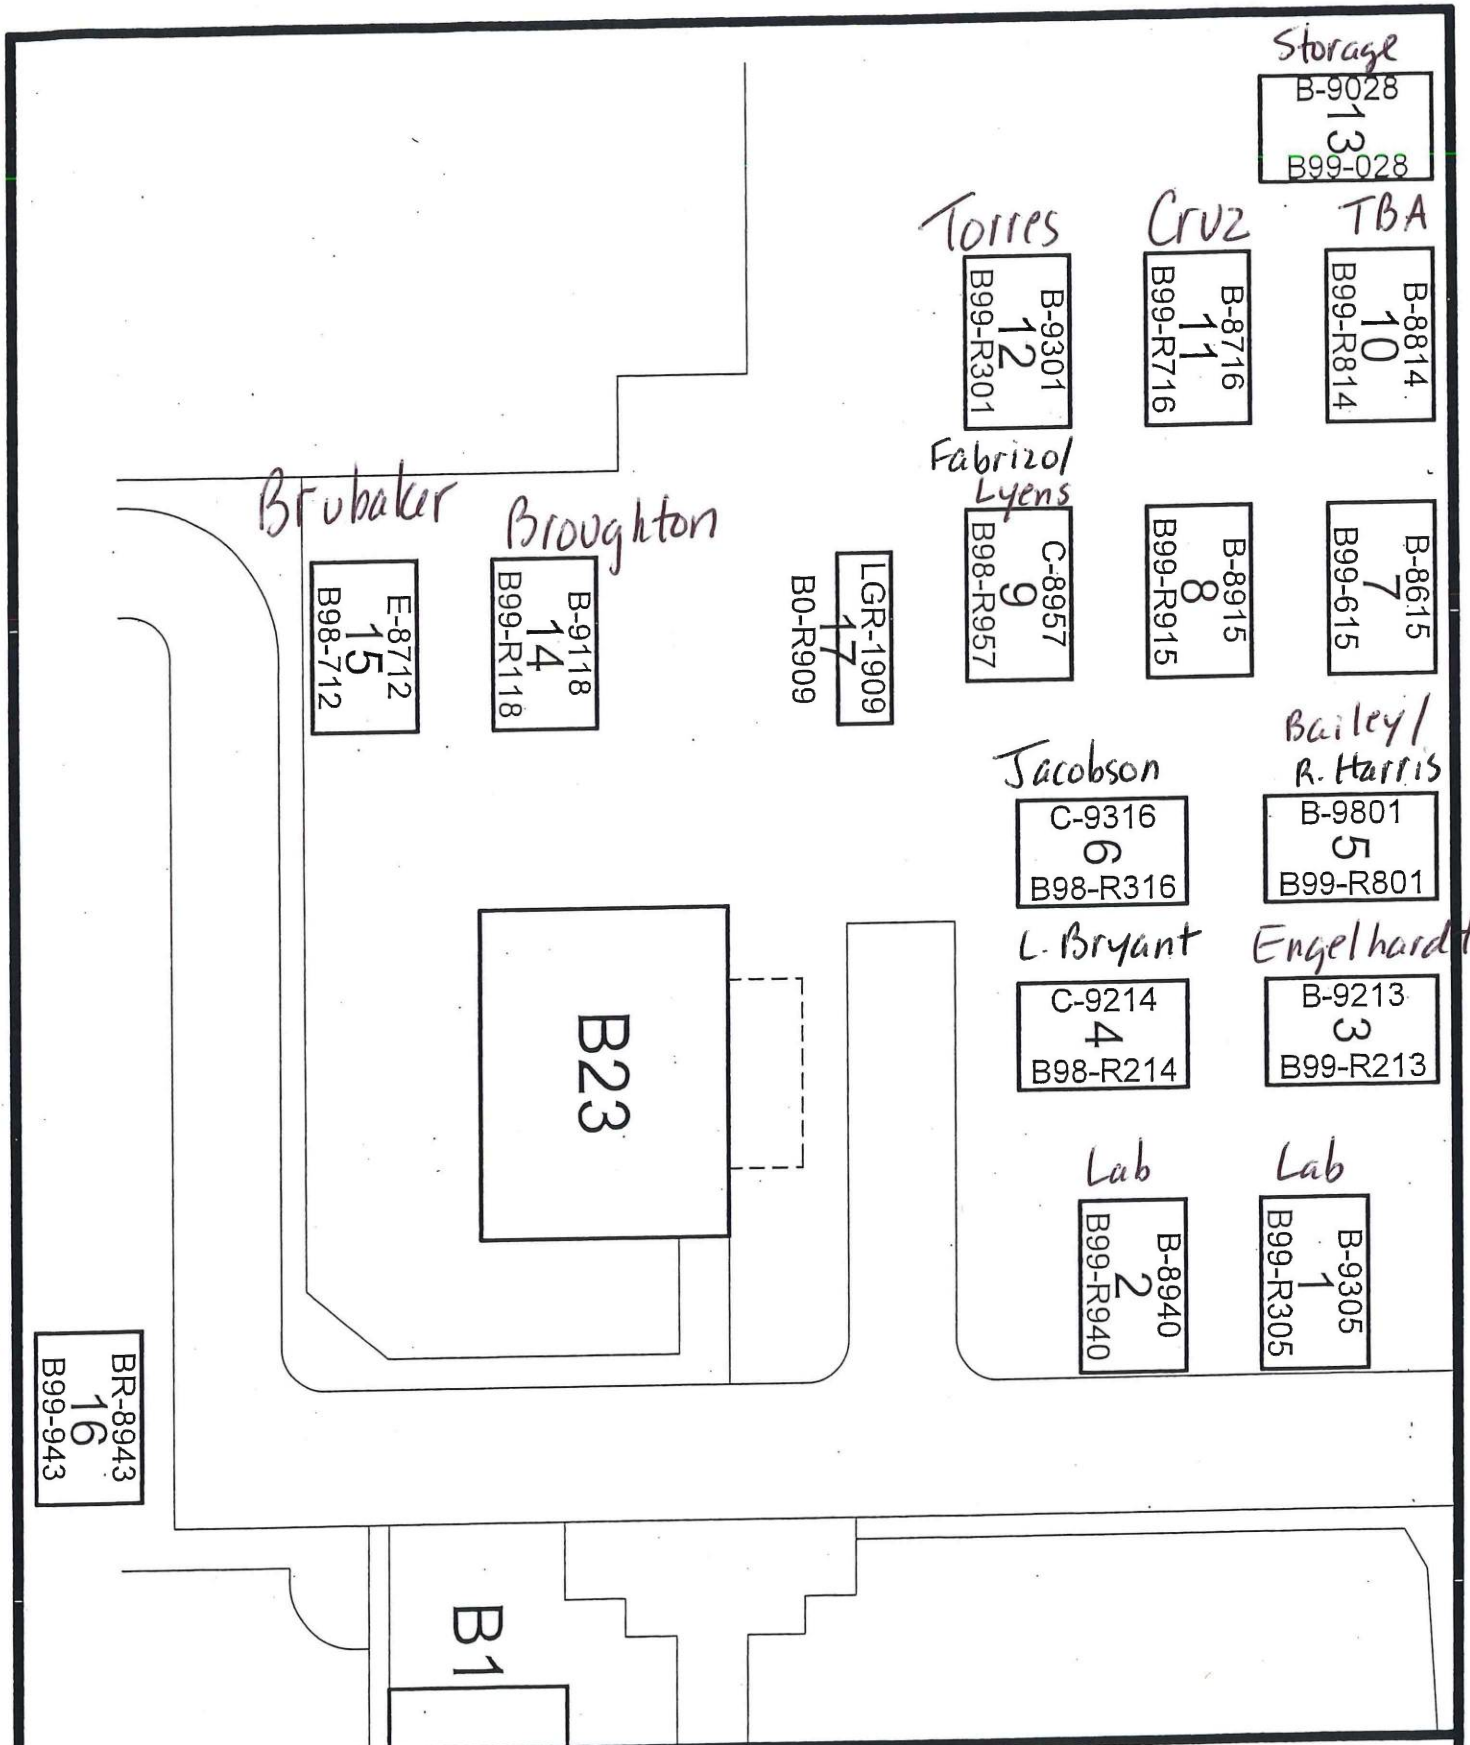 Storage
B-9028
13
B99-028
Torres
B-9301
12
B99-R301
Cruz
B-8716
11
B99-R716
TBA
B-8814
10
B99-R814
Fabrizo/
Lyens
C-8957
9
B98-R957
B-8915
8
B99-R915
B-8615
7
B99-615
Brubaker
E-8712
15
B98-712
Broughton
B-9118
14
B99-R118
LGR-1909
17
B0-R909
Jacobson
C-9316
6
B98-R316
Bailey/
R. Harris
B-9801
5
B99-R801
L. Bryant
C-9214
4
B98-R214
Engelhardt
B-9213
3
B99-R213
B23
Lab
B-8940
2
B99-R940
Lab
B-9305
1
B99-R305
BR-8943
16
B99-943
B1